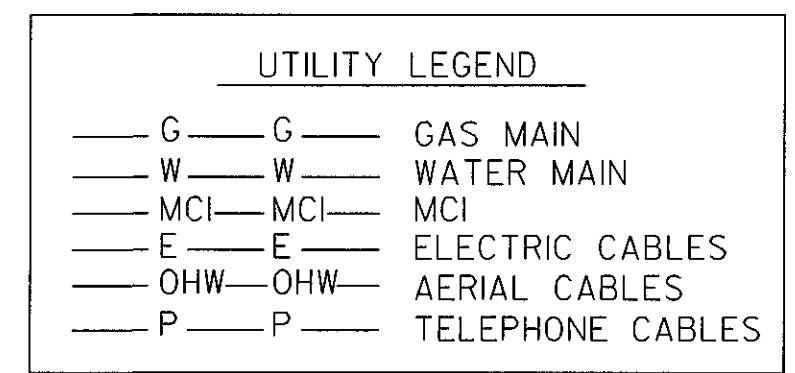 UTILITY LEGEND
G G GAS MAIN
W W WATER MAIN
MCI MCI MCI
E E ELECTRIC CABLES
OHW OHW AERIAL CABLES
P P TELEPHONE CABLES